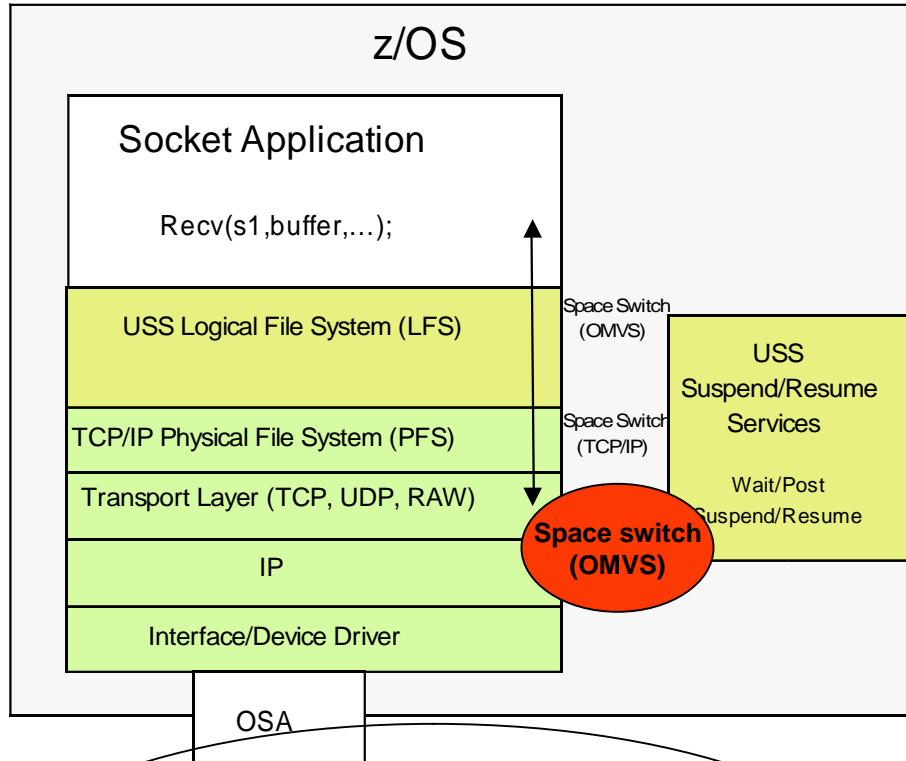 z/OS
Socket Application
Recv(s1,buffer,...);
USS Logical File System (LFS)
Space Switch
(OMVS)
USS
Suspend/Resume
Services
Wait/Post
Suspend/Resume
TCP/IP Physical File System (PFS)
Space Switch
(TCP/IP)
Transport Layer (TCP, UDP, RAW)
Space switch
(OMVS)
IP
Interface/Device Driver
OSA